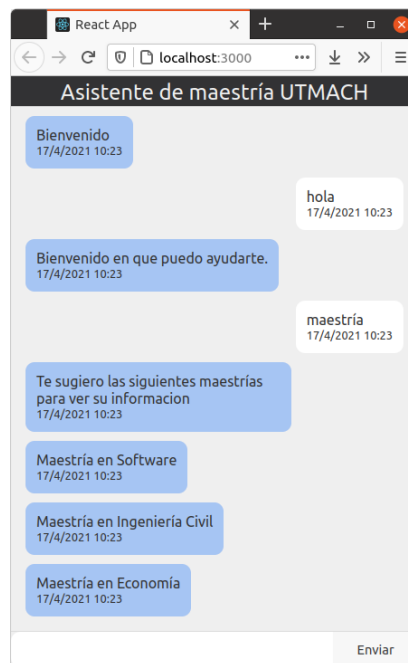 React App
localhost:3000
Asistente de maestría UTMACH
Bienvenido
17/4/2021 10:23
hola
17/4/2021 10:23
Bienvenido en que puedo ayudarte.
17/4/2021 10:23
maestría
17/4/2021 10:23
Te sugiero las siguientes maestrías
para ver su informacion
17/4/2021 10:23
Maestría en Software
17/4/2021 10:23
Maestría en Ingeniería Civil
17/4/2021 10:23
Maestría en Economía
17/4/2021 10:23
Enviar